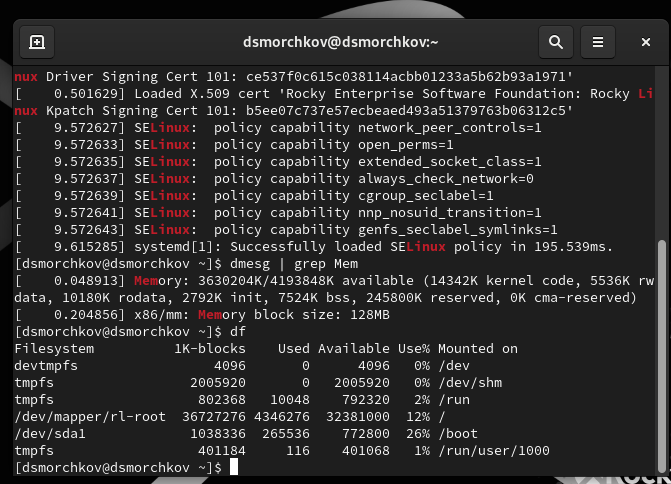 dsmorchkov@dsmorchkov:~
nux Driver Signing Cert 101: ce537f0c615c038114acbb01233a5b62b93a1971'
[    0.501629] Loaded X.509 cert 'Rocky Enterprise Software Foundation: Rocky Li
nux Kpatch Signing Cert 101: b5ee07c737e57ecbeaed493a51379763b06312c5'
[    9.572627] SELinux:  policy capability network_peer_controls=1
[    9.572633] SELinux:  policy capability open_perms=1
[    9.572635] SELinux:  policy capability extended_socket_class=1
[    9.572637] SELinux:  policy capability always_check_network=0
[    9.572639] SELinux:  policy capability cgroup_seclabel=1
[    9.572641] SELinux:  policy capability nnp_nosuid_transition=1
[    9.572643] SELinux:  policy capability genfs_seclabel_symlinks=1
[    9.615285] systemd[1]: Successfully loaded SELinux policy in 195.539ms.
[dsmorchkov@dsmorchkov ~]$ dmesg | grep Mem
[    0.048913] Memory: 3630204K/4193848K available (14342K kernel code, 5536K rw
data, 10180K rodata, 2792K init, 7524K bss, 245800K reserved, 0K cma-reserved)
[    0.204856] x86/mm: Memory block size: 128MB
[dsmorchkov@dsmorchkov ~]$ df
Filesystem          1K-blocks    Used Available Use% Mounted on
devtmpfs                 4096       0      4096   0% /dev
tmpfs                 2005920       0   2005920   0% /dev/shm
tmpfs                  802368   10048    792320   2% /run
/dev/mapper/rl-root  36727276 4346276  32381000  12% /
/dev/sda1             1038336  265536    772800  26% /boot
tmpfs                  401184     116    401068   1% /run/user/1000
[dsmorchkov@dsmorchkov ~]$